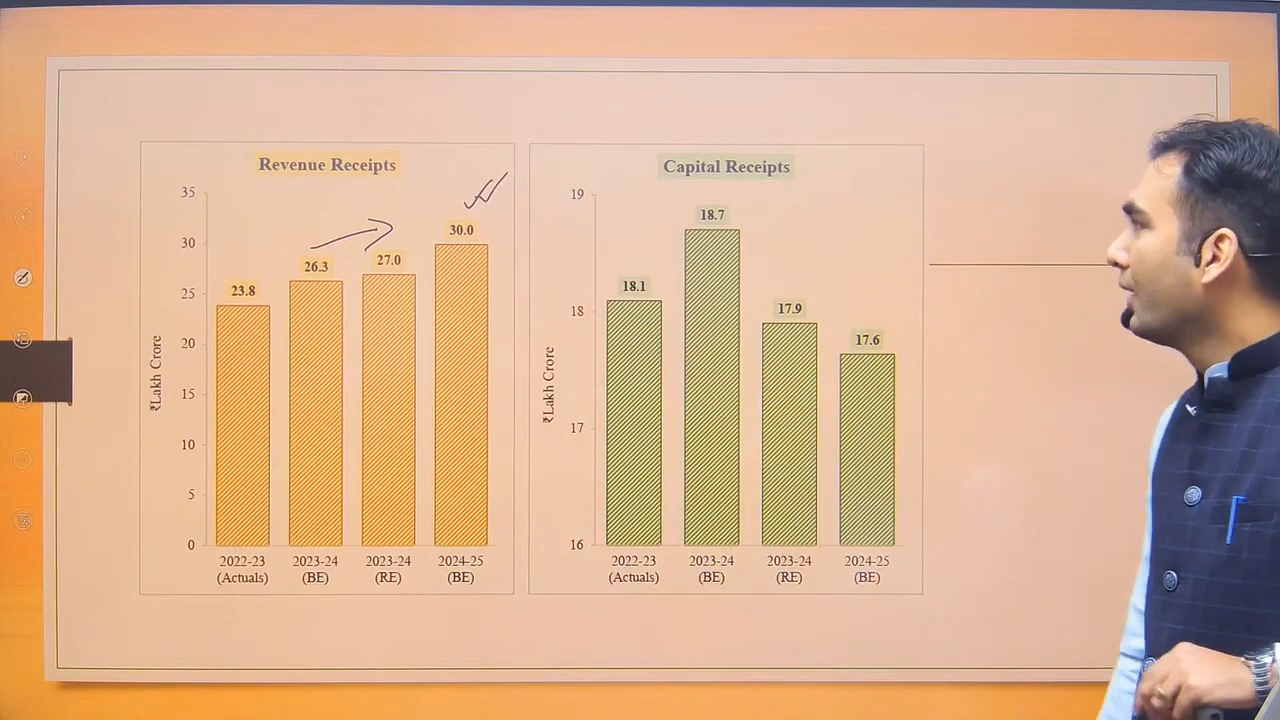 Revenue Receipts
35
30
25
20
15
10
5
0
₹Lakh Crore
23.8
26.3
27.0
30.0
2022-23
(Actuals)
2023-24
(BE)
2023-24
(RE)
2024-25
(BE)
Capital Receipts
19
18
17
16
₹Lakh Crore
18.1
18.7
17.9
17.6
2022-23
(Actuals)
2023-24
(BE)
2023-24
(RE)
2024-25
(BE)